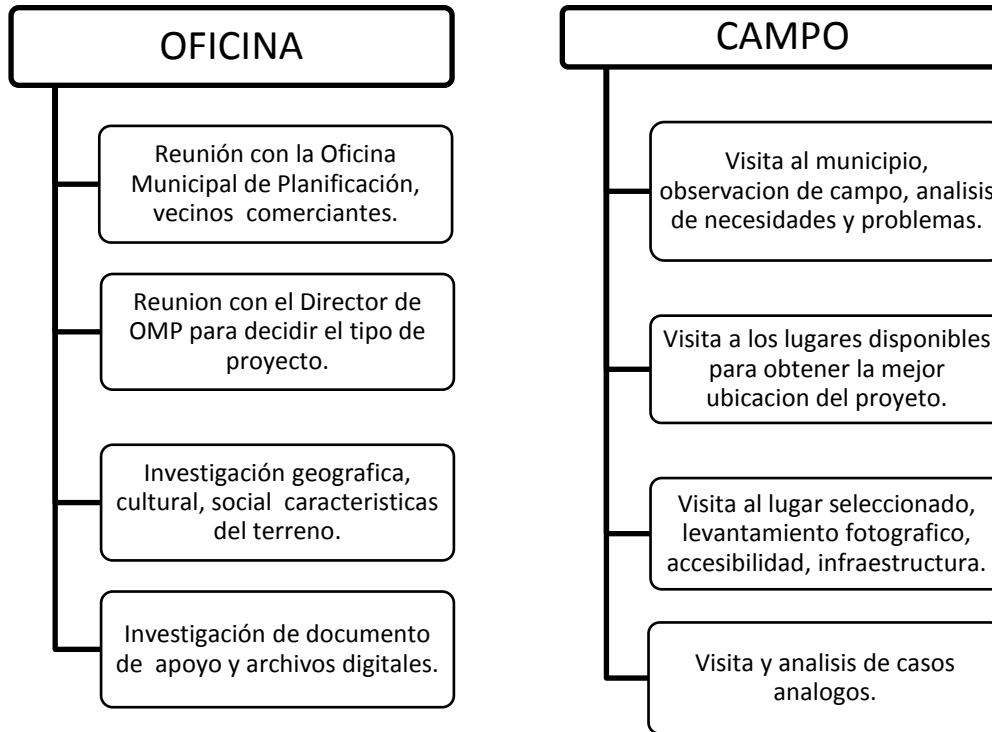 OFICINA
Reunión con la Oficina
Municipal de Planificación,
vecinos comerciantes.
Reunion con el Director de
OMP para decidir el tipo de
proyecto.
Investigación geografica,
cultural, social caracteristicas
del terreno.
Investigación de documento
de apoyo y archivos digitales.
CAMPO
Visita al municipio,
observacion de campo, analisis
de necesidades y problemas.
Visita a los lugares disponibles
para obtener la mejor
ubicacion del proyeto.
Visita al lugar seleccionado,
levantamiento fotografico,
accesibilidad, infraestructura.
Visita y analisis de casos
analogos.